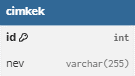 cimkek
id int
nev varchar(255)